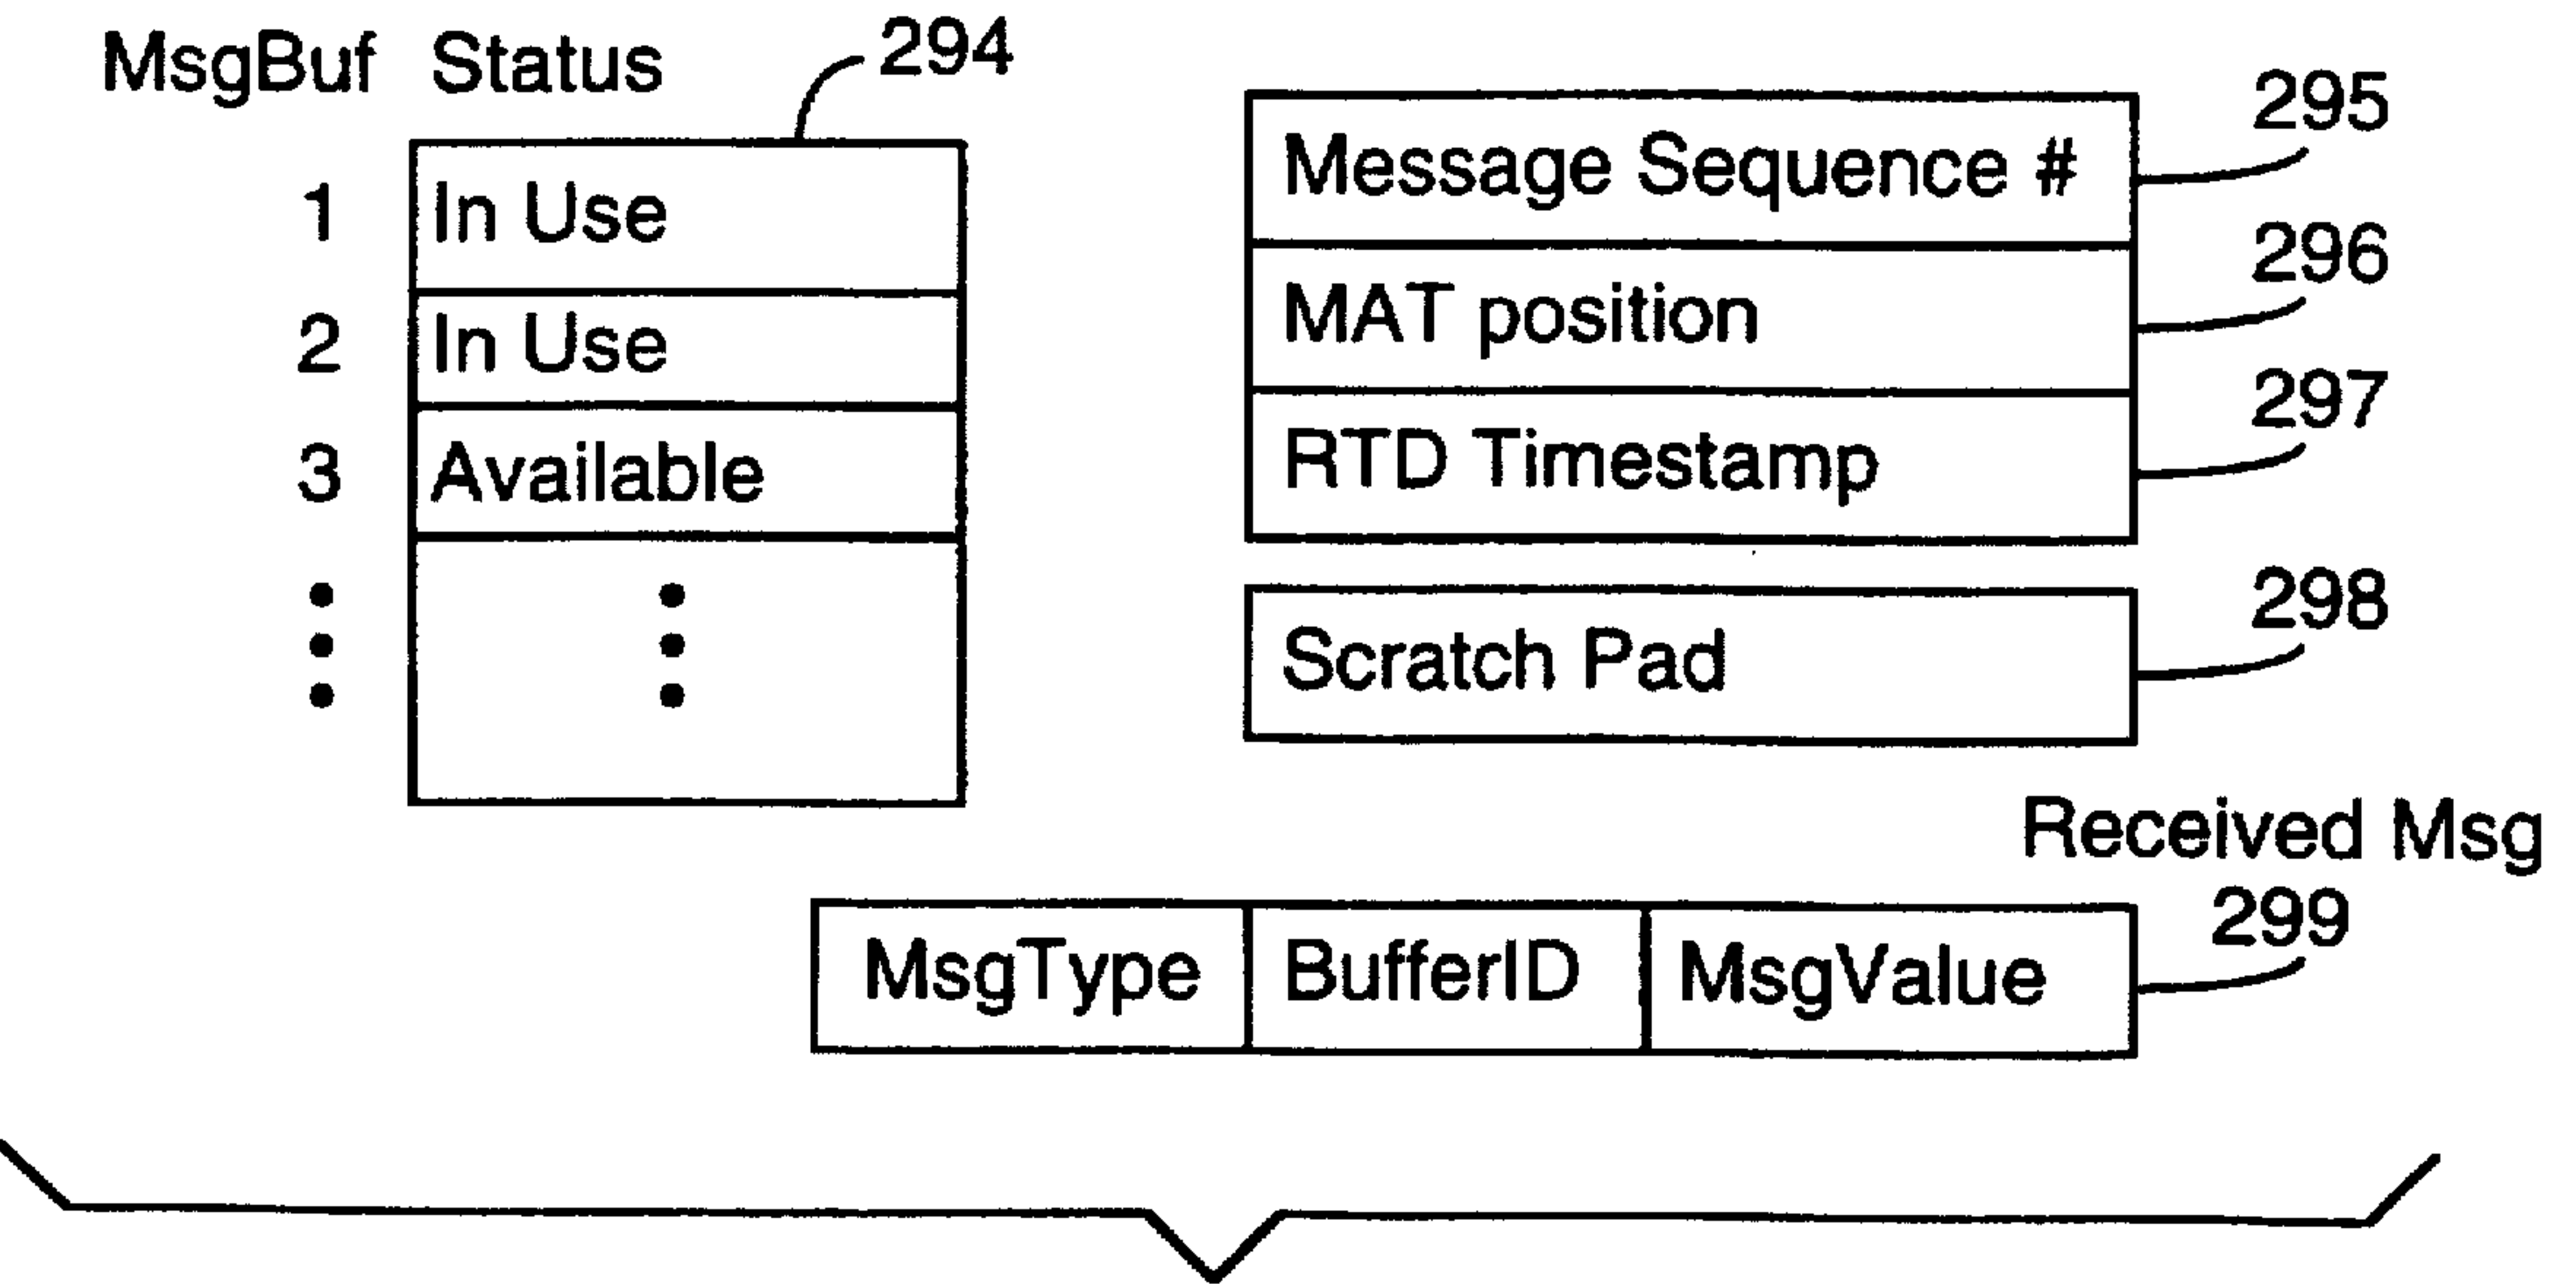 MsgBuf Status
294
1 In Use
2 In Use
3 Available
Message Sequence # 295
MAT position 296
RTD Timestamp 297
Scratch Pad 298
Received Msg
299
MsgType BufferID MsgValue